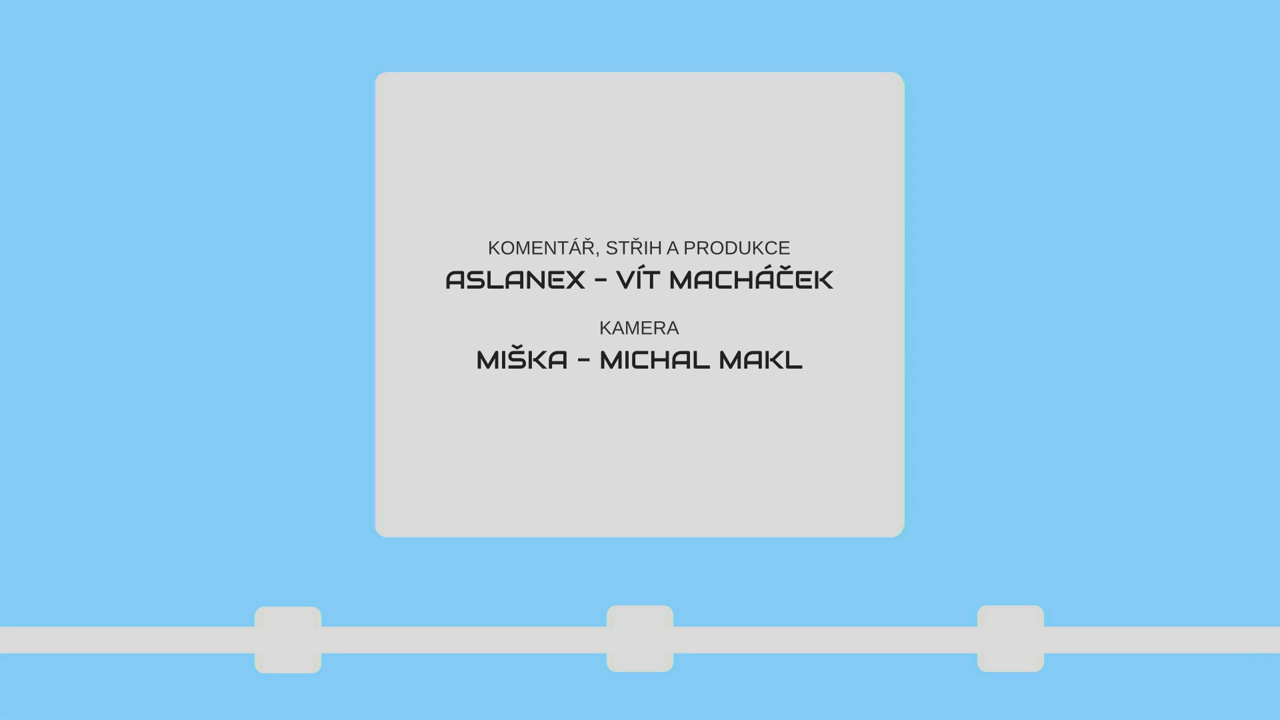 KOMENTÁŘ, STŘIH A PRODUKCE
ASLANEX - VÍT MACHÁČEK
KAMERA
MIŠKA - MICHAL MAKL